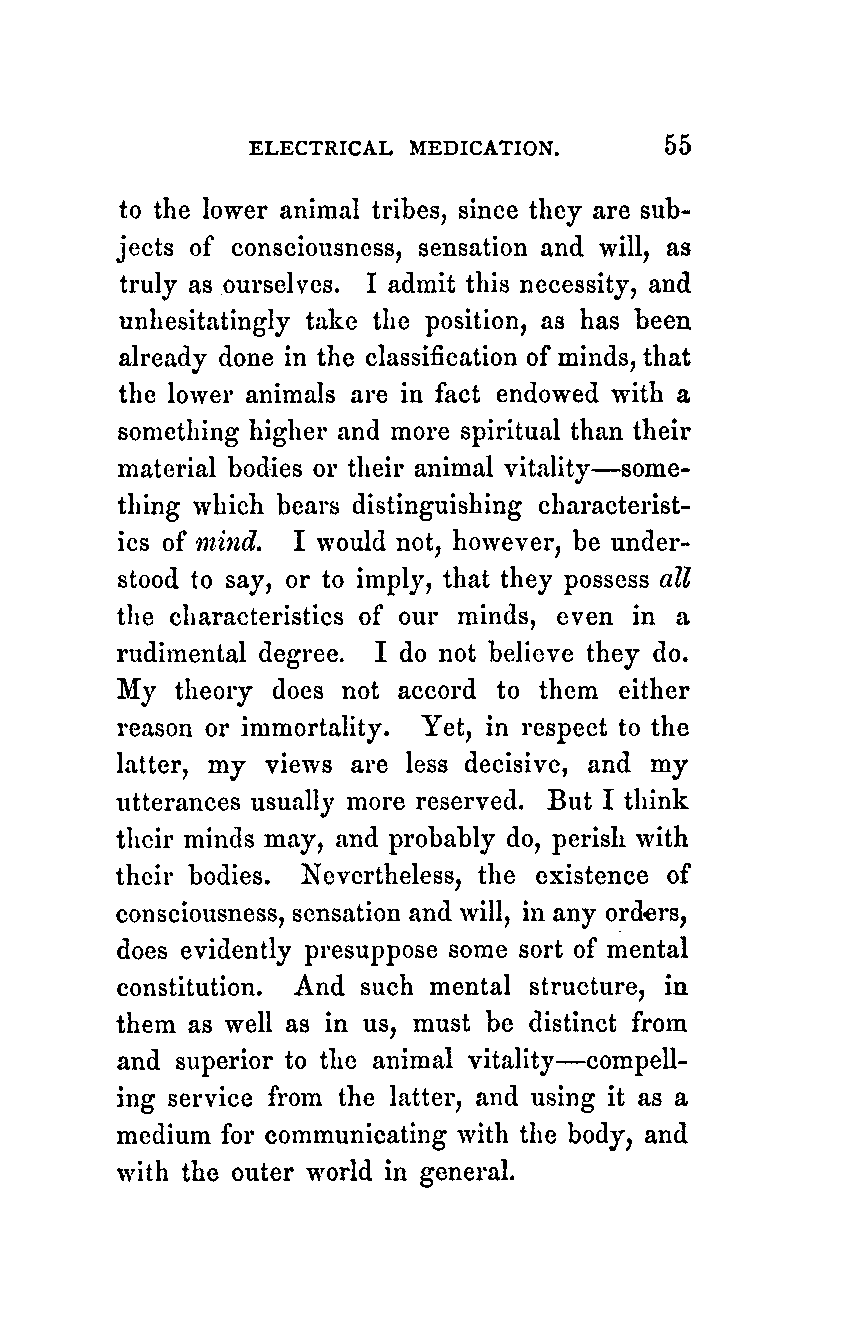 ELECTRICAL MEDICATION. 55
to the lower animal tribes, since they are sub-
jects of consciousness, sensation and will, as
truly as ourselves. I admit this necessity, and
unhesitatingly take the position, as has been
already done in the classification of minds, that
the lower animals are in fact endowed with a
something higher and more spiritual than their
material bodies or their animal vitality—some-
thing which bears distinguishing characterist-
ics of mind. I would not, however, be under-
stood to say, or to imply, that they possess all
the characteristics of our minds, even in a
rudimental degree. I do not believe they do.
My theory does not accord to them either
reason or immortality. Yet, in respect to the
latter, my views are less decisive, and my
utterances usually more reserved. But I think
their minds may, and probably do, perish with
their bodies. Nevertheless, the existence of
consciousness, sensation and will, in any orders,
does evidently presuppose some sort of mental
constitution. And such mental structure, in
them as well as in us, must be distinct from
and superior to the animal vitality—compell-
ing service from the latter, and using it as a
medium for communicating with the body, and
with the outer world in general.